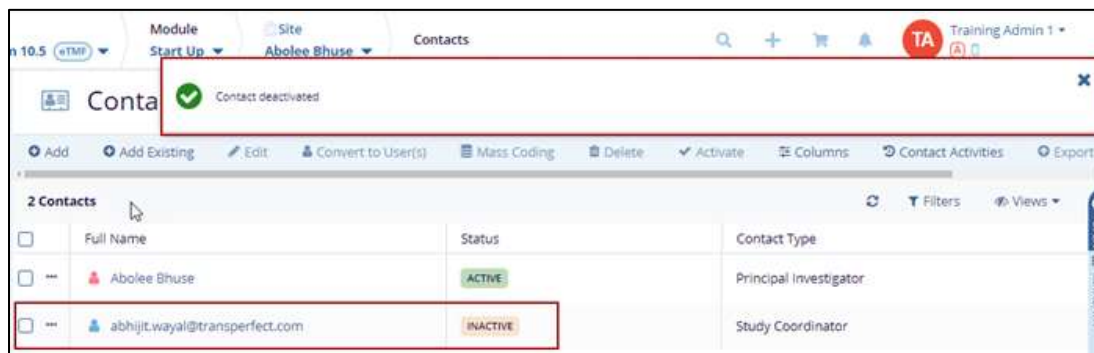 Module
Site
n 10.5 eTMF
Start Up
Abolee Bhuse
Contacts
TA
Training Admin 1
A
Conta
Contact deactivated
Add
Add Existing
Edit
Convert to User(s)
Mass Coding
Delete
Activate
Columns
Contact Activities
Export
2 Contacts
Filters
Views
Full Name
Status
Contact Type
Abolee Bhuse
ACTIVE
Principal Investigator
abhijit.wayal@transperfect.com
INACTIVE
Study Coordinator